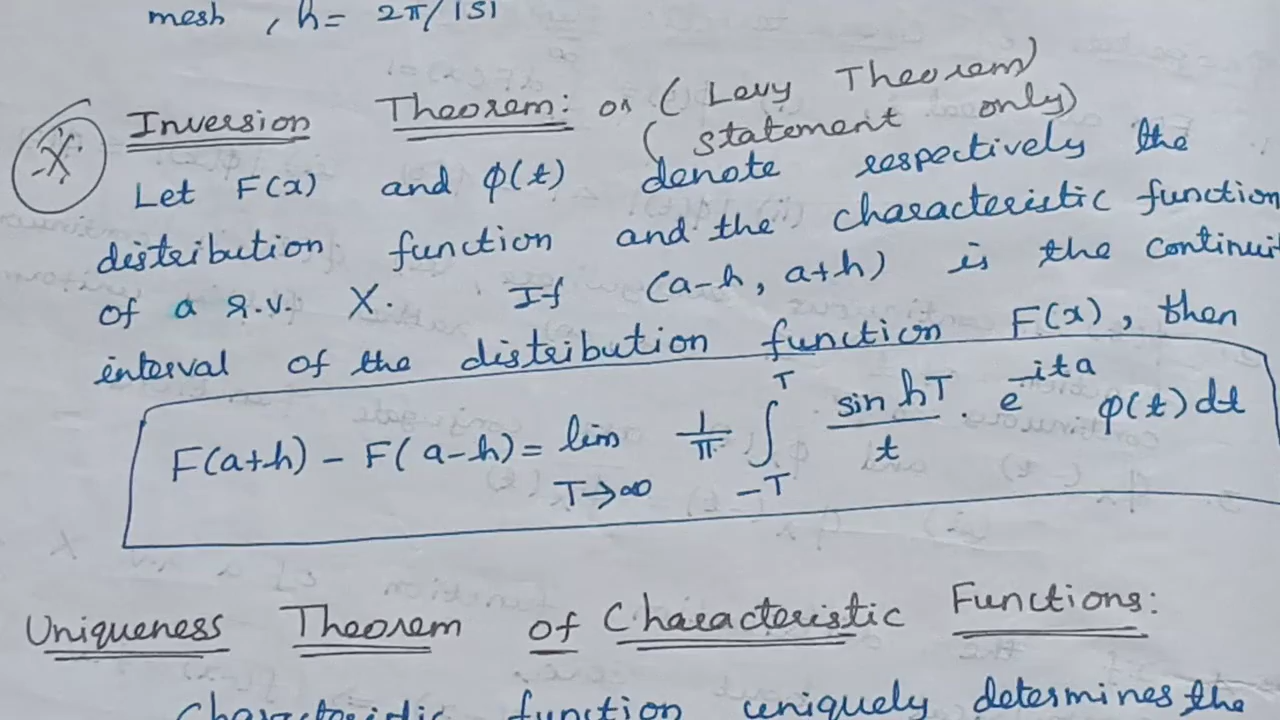 mesh , h = 2π/|s|
Inversion Theorem: or (Levy Theorem)
(statement only)
Let F(x) and φ(t) denote respectively the
distribution function and the characteristic function
of a r.v. X. If (a-h, a+h) is the continuit
interval of the distribution function F(x), then
F(a+h) - F(a-h) = lim T→∞ 1/π ∫_{-T}^{T} sin hT / t . e^{-ita} φ(t) dt
Uniqueness Theorem of Characteristic Functions:
Characteristic function uniquely determines the